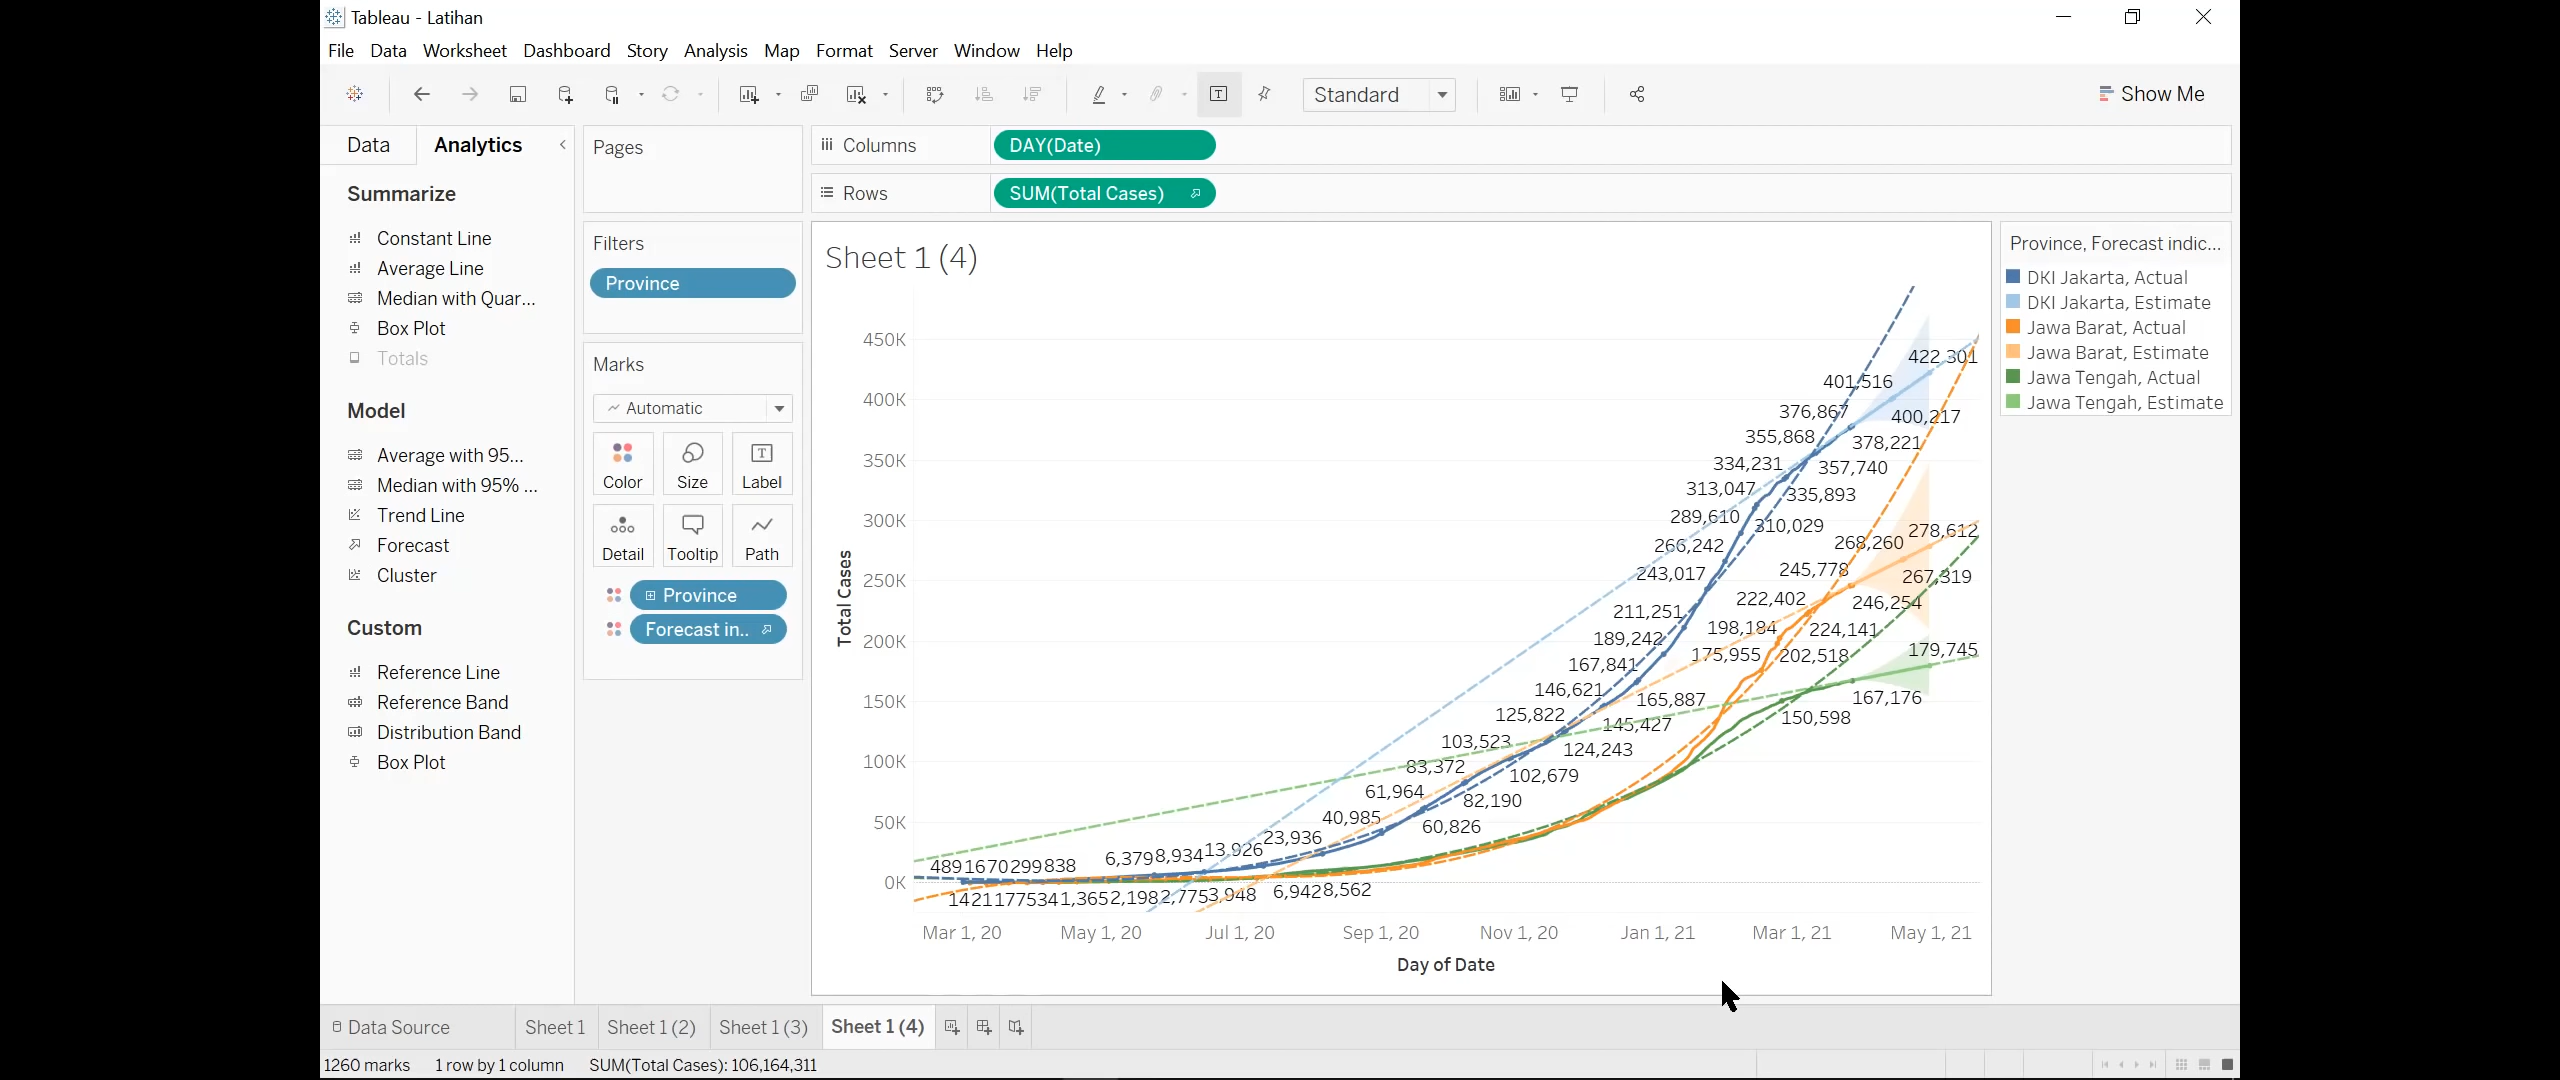 Tableau - Latihan
File Data Worksheet Dashboard Story Analysis Map Format Server Window Help
Standard
Show Me
Data
Analytics
Summarize
Constant Line
Average Line
Median with Quar...
Box Plot
Totals
Model
Average with 95...
Median with 95% ...
Trend Line
Forecast
Cluster
Custom
Reference Line
Reference Band
Distribution Band
Box Plot
Pages
Filters
Province
Marks
Automatic
Color Size Label
Detail Tooltip Path
Province
Forecast in..
Columns DAY(Date)
Rows SUM(Total Cases)
Sheet 1 (4)
Total Cases
450K
400K
350K
300K
250K
200K
150K
100K
50K
0K
422,301
401,516
376,867
400,217
355,868
378,221
334,231
357,740
313,047
335,893
289,610
310,029
278,612
266,242
268,260
243,017
245,778
267,319
222,402
246,254
211,251
198,184
224,141
189,242
175,955
202,518
179,745
167,841
146,621
165,887
167,176
125,822
145,427
150,598
103,523
124,243
83,372
102,679
61,964
82,190
40,985
60,826
23,936
13,926
8,934
6,379
4891670299838
14211775341,3652,1982,7753,948
6,9428,562
Mar 1, 20 May 1, 20 Jul 1, 20 Sep 1, 20 Nov 1, 20 Jan 1, 21 Mar 1, 21 May 1, 21
Day of Date
Province, Forecast indic...
DKI Jakarta, Actual
DKI Jakarta, Estimate
Jawa Barat, Actual
Jawa Barat, Estimate
Jawa Tengah, Actual
Jawa Tengah, Estimate
Data Source Sheet 1 Sheet 1 (2) Sheet 1 (3) Sheet 1 (4)
1260 marks 1 row by 1 column SUM(Total Cases): 106,164,311